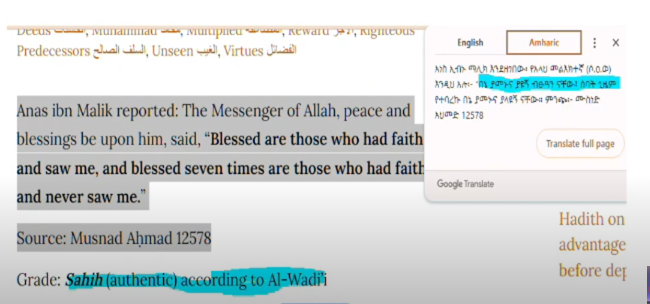 Deeds الحسنات, Muhammad محمد, Multiplied المضاعفة, Reward الأجر, Righteous
Predecessors السلف الصالح, Unseen الغيب, Virtues الفضائل
Anas ibn Malik reported: The Messenger of Allah, peace and
blessings be upon him, said, “Blessed are those who had faith
and saw me, and blessed seven times are those who had faith
and never saw me.”
Source: Musnad Aḥmad 12578
Grade: Sahih (authentic) according to Al-Wadi’i
English Amharic
አነስ ኢብኑ ማሊክ እንደዘገበው፡ የአላህ መልእክተኛ (ሶ.ዐ.ወ)
እንዲህ አሉ፡- “በኔ ያመኑና ያዩኝ ብፁዓን ናቸው፤ ሰባት ጊዜም
የተባረኩ በኔ ያመኑና ያላዩኝ ናቸው። ምንጭ፡- ሙስነድ
አህመድ 12578
Translate full page
Google Translate
Hadith on
advantage
before